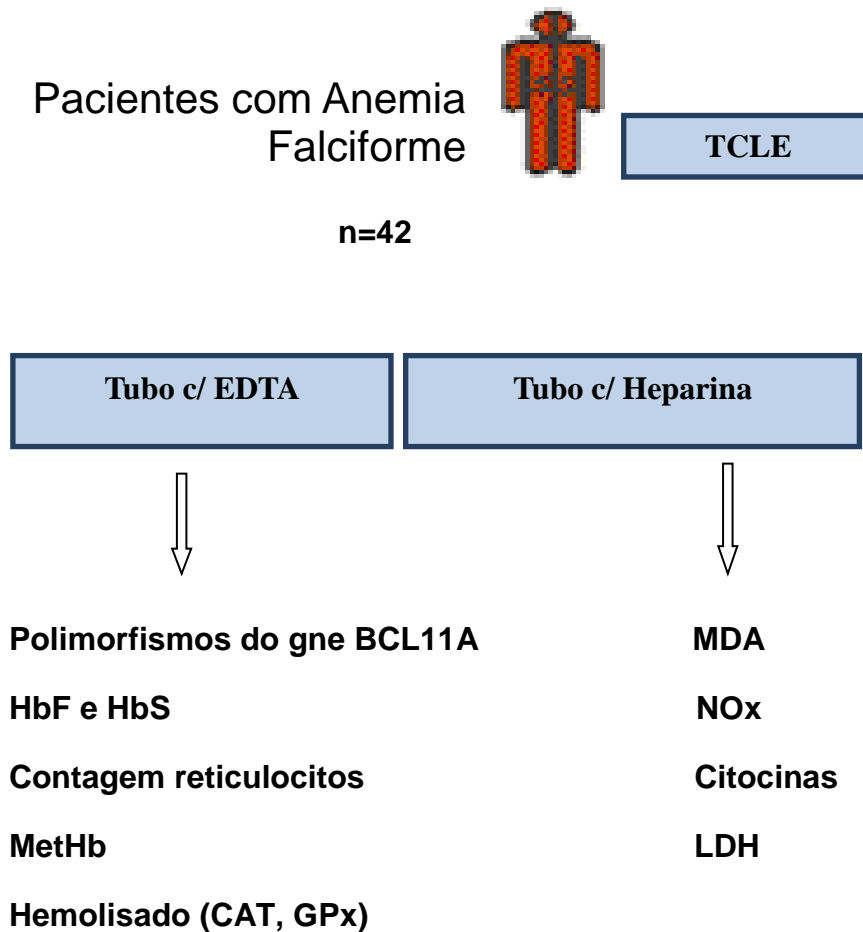 Pacientes com Anemia
Falciforme
TCLE
n=42
Tubo c/ EDTA
Tubo c/ Heparina
Polimorfismos do gne BCL11A
MDA
HbF e HbS
NOx
Contagem reticulocitos
Citocinas
MetHb
LDH
Hemolisado (CAT, GPx)